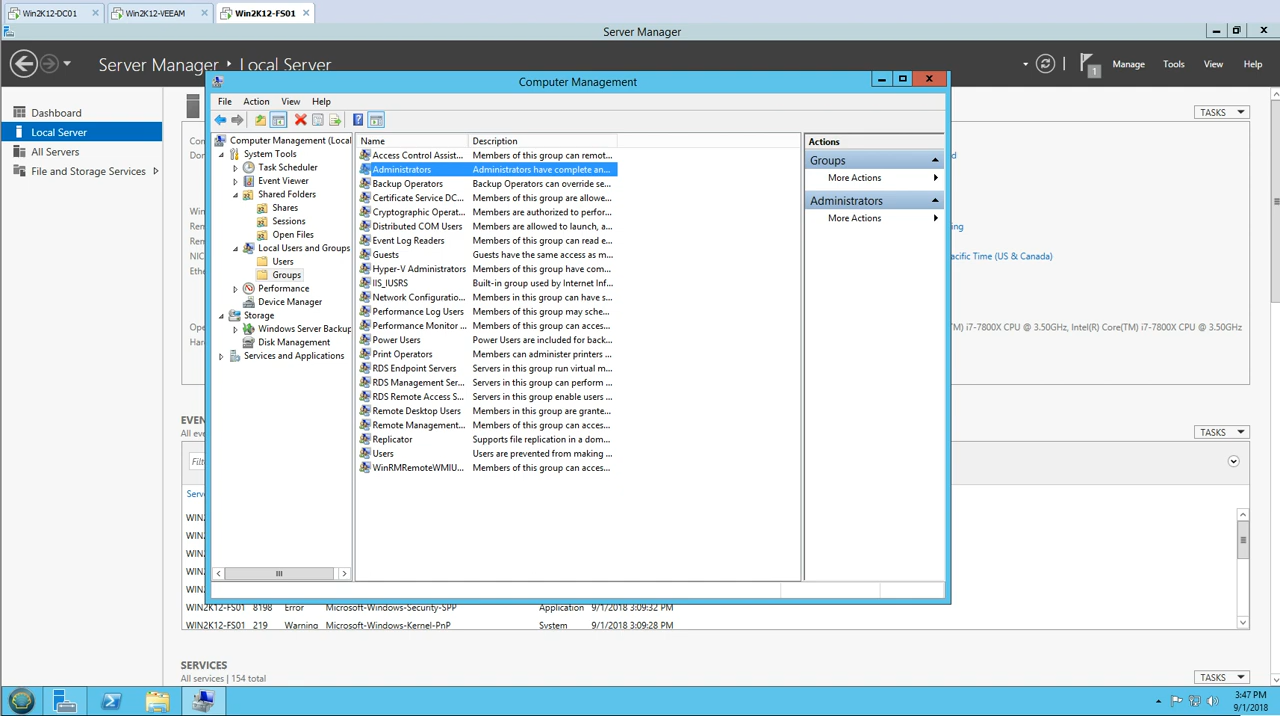 Win2K12-DC01 Win2K12-VEEAM Win2K12-FS01
Server Manager
Server Manager Local Server
1 Manage Tools View Help
Dashboard
Local Server
All Servers
File and Storage Services
Computer Management
File Action View Help
Computer Management (Local
System Tools
Task Scheduler
Event Viewer
Shared Folders
Shares
Sessions
Open Files
Local Users and Groups
Users
Groups
Performance
Device Manager
Storage
Windows Server Backup
Disk Management
Services and Applications
Name Description
Access Control Assist... Members of this group can remot...
Administrators Administrators have complete an...
Backup Operators Backup Operators can override se...
Certificate Service DC... Members of this group are allowe...
Cryptographic Operat... Members are authorized to perfor...
Distributed COM Users Members are allowed to launch, a...
Event Log Readers Members of this group can read e...
Guests Guests have the same access as m...
Hyper-V Administrators Members of this group have com...
IIS_IUSRS Built-in group used by Internet Inf...
Network Configuratio... Members in this group can have s...
Performance Log Users Members of this group may sche...
Performance Monitor ... Members of this group can acces...
Power Users Power Users are included for back...
Print Operators Members can administer printers ...
RDS Endpoint Servers Servers in this group run virtual m...
RDS Management Ser... Servers in this group can perform ...
RDS Remote Access S... Servers in this group enable users ...
Remote Desktop Users Members in this group are grante...
Remote Management... Members of this group can acces...
Replicator Supports file replication in a dom...
Users Users are prevented from making ...
WinRMRemoteWMIU... Members of this group can acces...
Actions
Groups
More Actions
Administrators
More Actions
TASKS
Pacific Time (US & Canada)
i7-7800X CPU @ 3.50GHz, Intel(R) Core(TM) i7-7800X CPU @ 3.50GHz
EVEN
All eve
TASKS
Filt
Serve
WIN2K
WIN2K
WIN2K
WIN2K
WIN2K
WIN2K12-FS01 8198 Error Microsoft-Windows-Security-SPP Application 9/1/2018 3:09:32 PM
WIN2K12-FS01 219 Warning Microsoft-Windows-Kernel-PnP System 9/1/2018 3:09:28 PM
SERVICES
All services | 154 total
TASKS
3:47 PM
9/1/2018